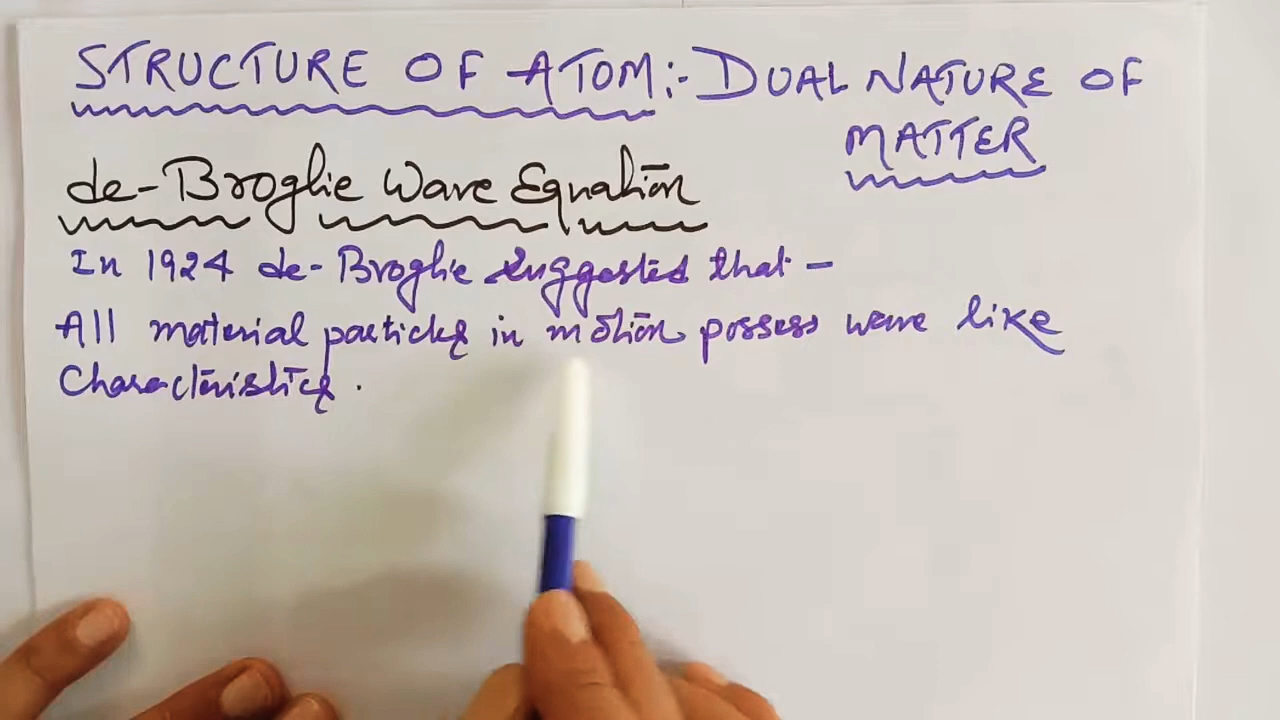 STRUCTURE OF ATOM:- DUAL NATURE OF
MATTER
de-Broglie Wave Equation
In 1924 de-Broglie suggested that -
All material particles in motion possess wave like
Characteristics.